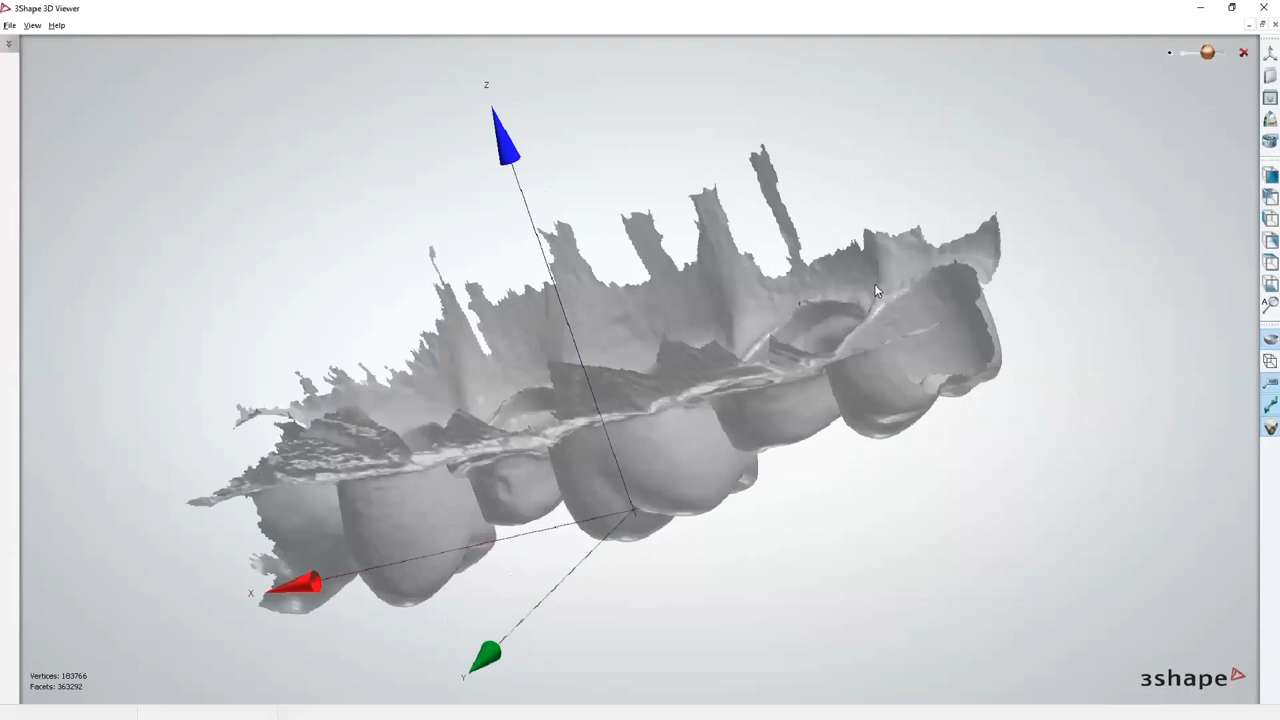 3Shape 3D Viewer
File View Help
Z
X
Y
Vertices: 183766
Facets: 363292
3shape